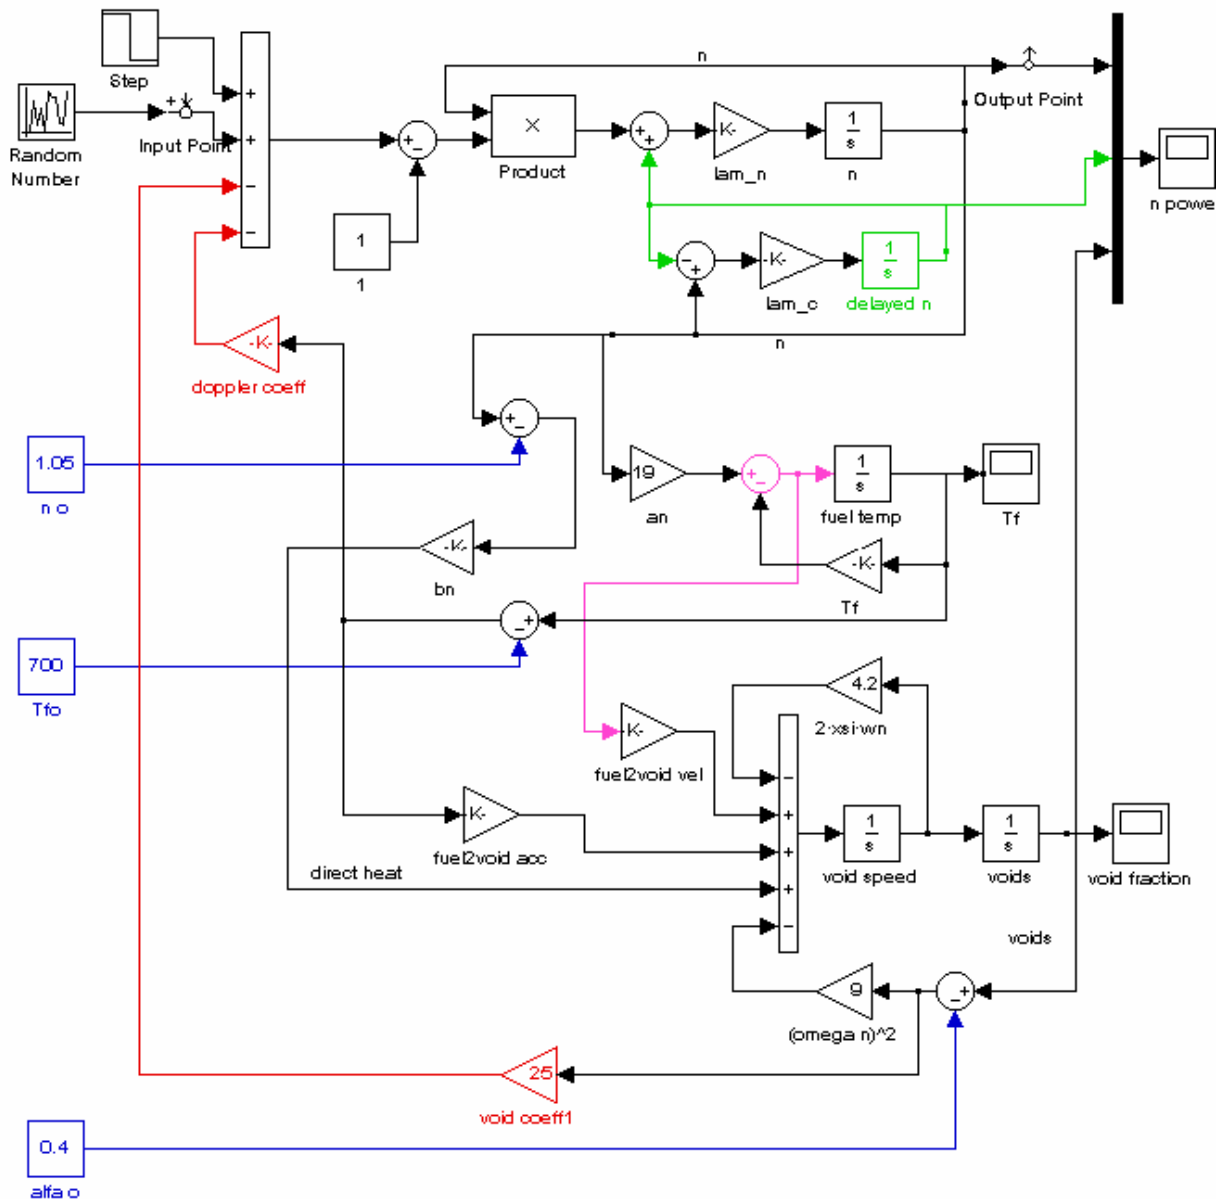 n
Step
+
Output Point
+
Input Point
+
+
-
X
+
+
K-
1
s
Random
Number
Product
lam_n
n
n powe
-
-
1
1
-
+
-K-
1
s
lam_c
delayed n
-K-
doppler coeff
n
+
-
1.05
n o
19
an
+
-
1
s
fuel temp
Tf
-K-
bn
-K-
Tf
-
+
700
Tfo
4.2
2·xsi·wn
K-
fuel2void vel
-
+
K-
fuel2void acc
+
1
s
void speed
1
s
voids
void fraction
direct heat
+
-
voids
9
(omega n)^2
-
+
25
void coeff1
0.4
alfa o